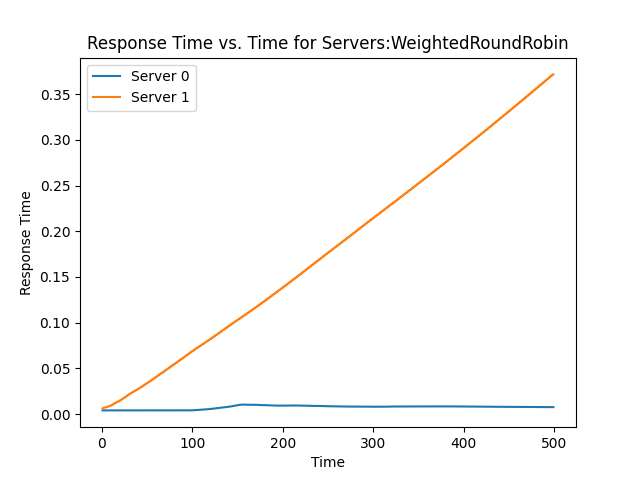 Response Time vs. Time for Servers:WeightedRoundRobin
Server 0
Server 1
Response Time
0.35
0.30
0.25
0.20
0.15
0.10
0.05
0.00
0 100 200 300 400 500
Time